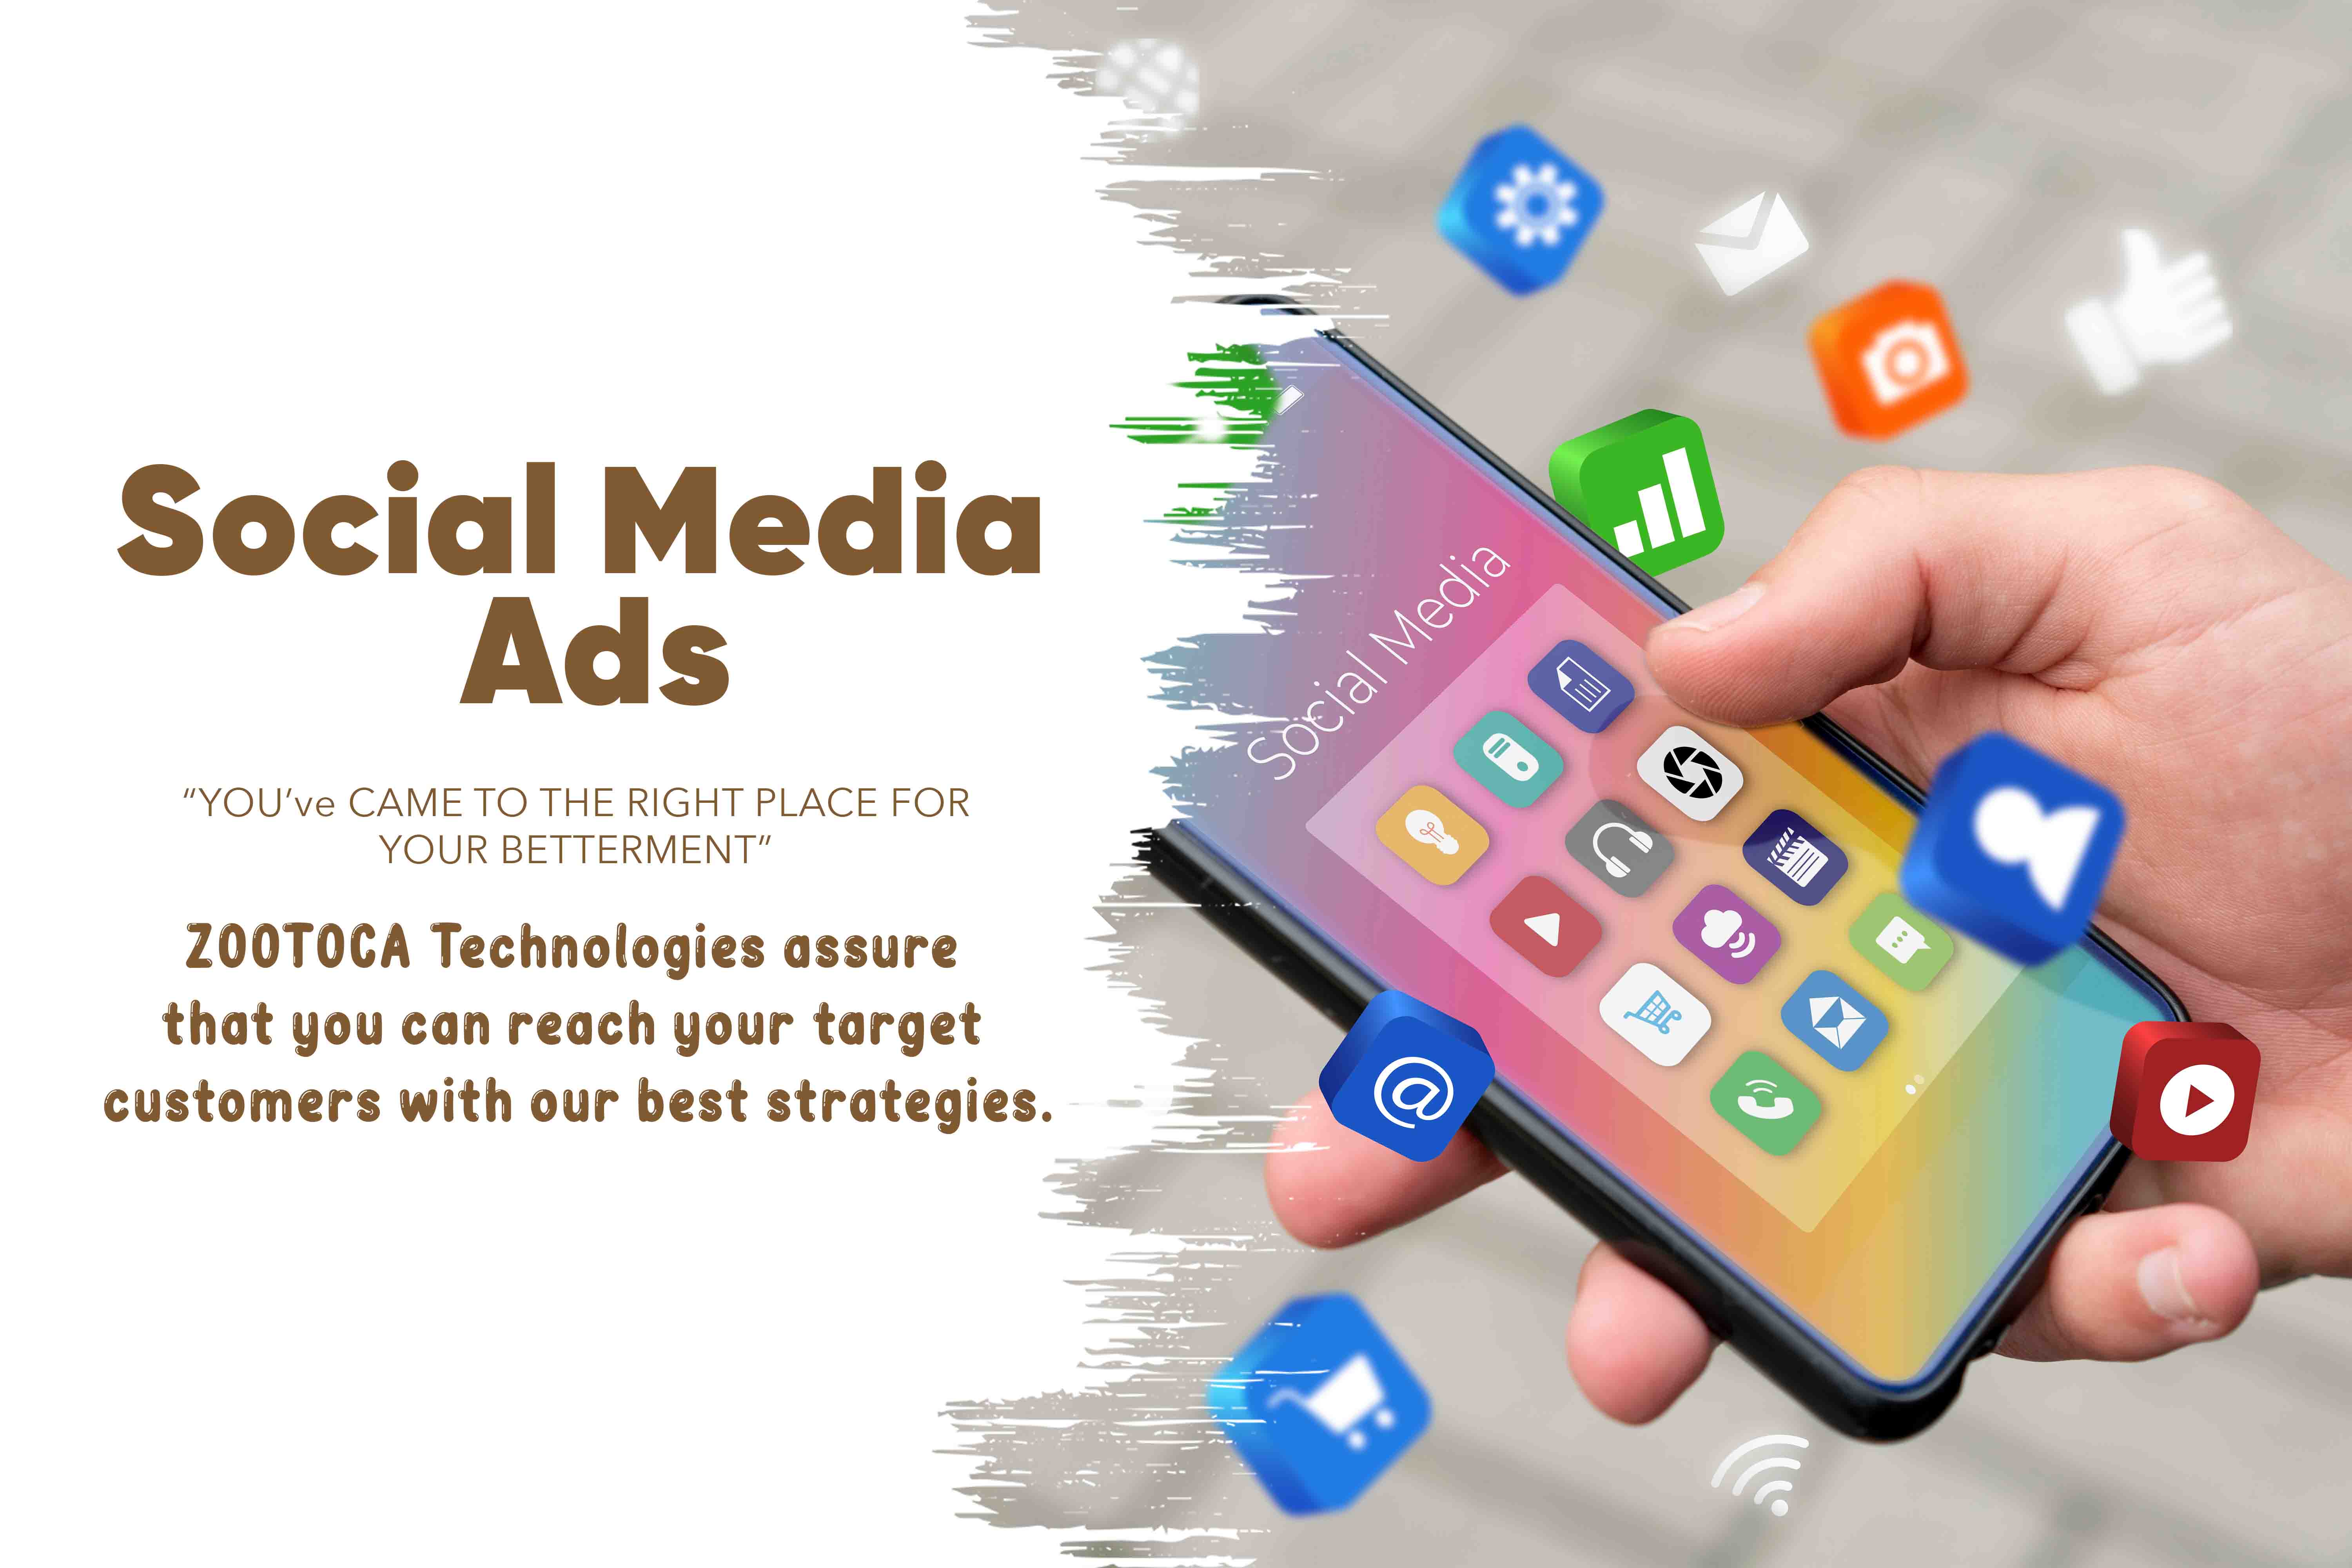 Social Media
Ads
“YOU’ve CAME TO THE RIGHT PLACE FOR
YOUR BETTERMENT”
ZOOTOCA Technologies assure
that you can reach your target
customers with our best strategies.
Social Media
@